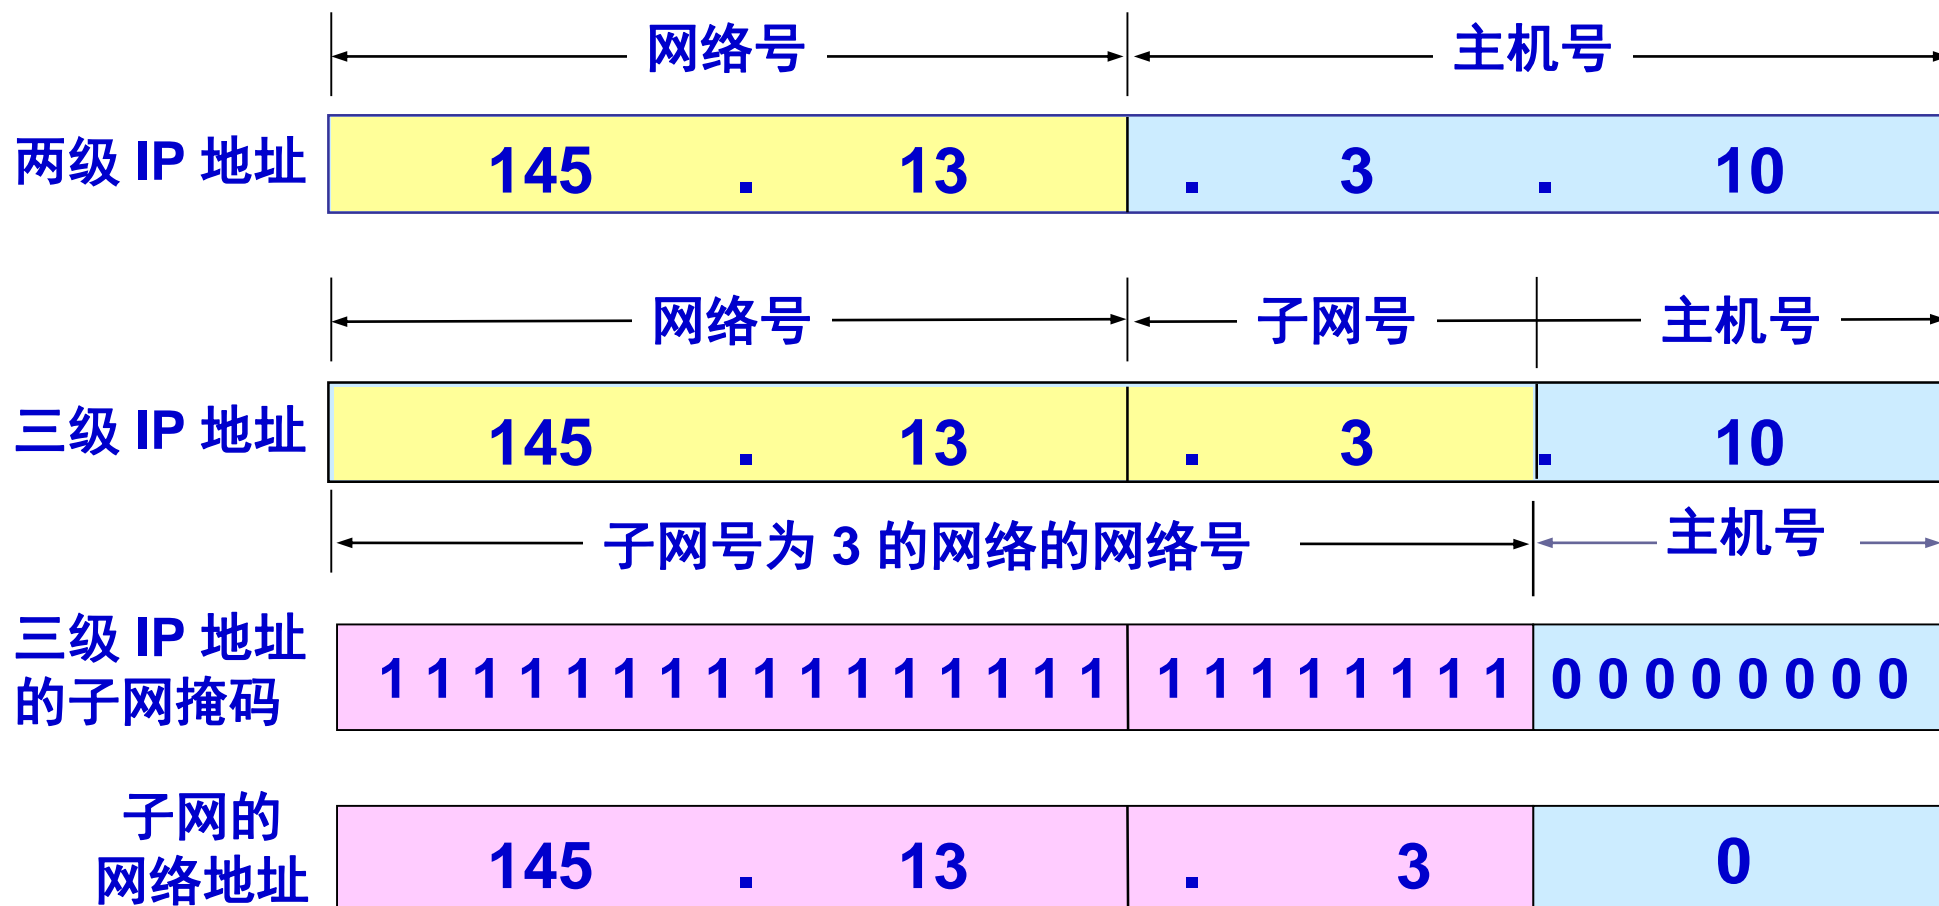 网络号 主机号
两级 IP 地址 145 . 13 . 3 . 10
网络号 子网号 主机号
三级 IP 地址 145 . 13 . 3 . 10
子网号为 3 的网络的网络号 主机号
三级 IP 地址
的子网掩码 1 1 1 1 1 1 1 1 1 1 1 1 1 1 1 1 1 1 1 1 1 1 1 1 0 0 0 0 0 0 0 0
子网的
网络地址 145 . 13 . 3 0